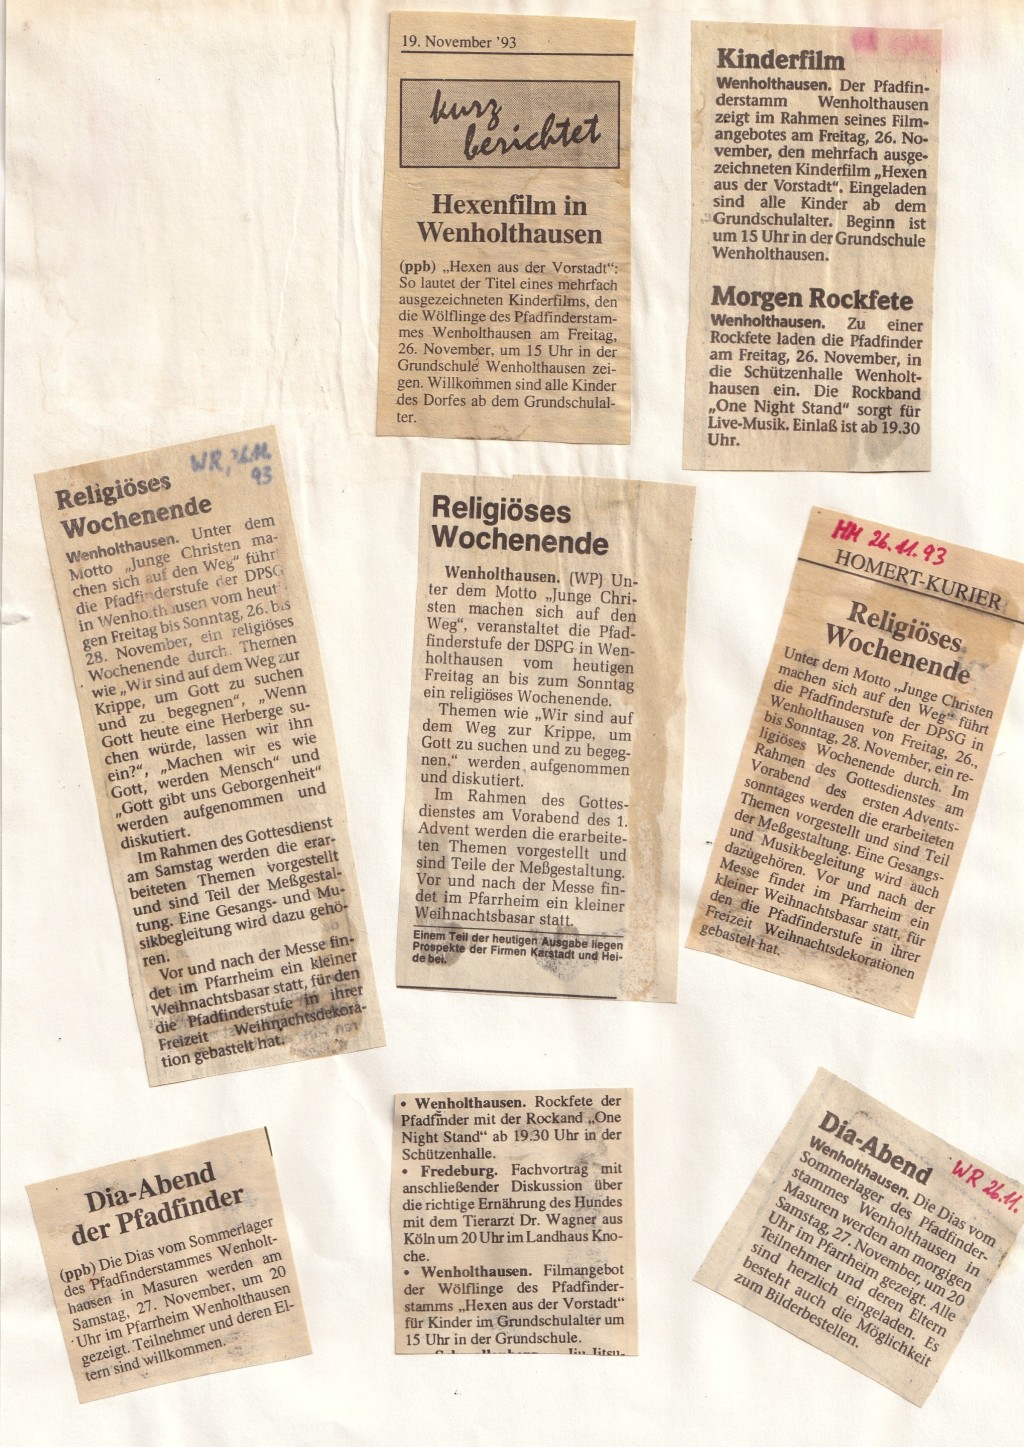 19. November '93
kurz
berichtet
Hexenfilm in
Wenholthausen
(ppb) „Hexen aus der Vorstadt“:
So lautet der Titel eines mehrfach
ausgezeichneten Kinderfilms, den
die Wölflinge des Pfadfinderstam-
mes Wenholthausen am Freitag,
26. November, um 15 Uhr in der
Grundschule Wenholthausen zei-
gen. Willkommen sind alle Kinder
des Dorfes ab dem Grundschulal-
ter.
Kinderfilm
Wenholthausen. Der Pfadfin-
derstamm Wenholthausen
zeigt im Rahmen seines Film-
angebotes am Freitag, 26. No-
vember, den mehrfach ausge-
zeichneten Kinderfilm „Hexen
aus der Vorstadt“. Eingeladen
sind alle Kinder ab dem
Grundschulalter. Beginn ist
um 15 Uhr in der Grundschule
Wenholthausen.
Morgen Rockfete
Wenholthausen. Zu einer
Rockfete laden die Pfadfinder
am Freitag, 26. November, in
die Schützenhalle Wenholt-
hausen ein. Die Rockband
„One Night Stand“ sorgt für
Live-Musik. Einlaß ist ab 19.30
Uhr.
WR, 26.11.
93
Religiöses
Wochenende
Wenholthausen. Unter dem
Motto „Junge Christen ma-
chen sich auf den Weg“ führt
die Pfadfinderstufe der DPSG
in Wenholthausen vom heuti-
gen Freitag bis Sonntag, 26. bis
28. November, ein religiöses
Wochenende durch. Themen
wie „Wir sind auf dem Weg zur
Krippe, um Gott zu suchen
und zu begegnen“, „Wenn
Gott heute eine Herberge su-
chen würde, lassen wir ihn
ein?“, „Machen wir es wie
Gott, werden Mensch“ und
„Gott gibt uns Geborgenheit“
werden aufgenommen und
diskutiert.
Im Rahmen des Gottesdienst
am Samstag werden die erar-
beiteten Themen vorgestellt
und sind Teil der Meßgestal-
tung. Eine Gesangs- und Mu-
sikbegleitung wird dazu gehö-
ren.
Vor und nach der Messe fin-
det im Pfarrheim ein kleiner
Weihnachtsbasar statt, für den
die Pfadfinderstufe in ihrer
Freizeit Weihnachtsdekora-
tion gebastelt hat.
Religiöses
Wochenende
Wenholthausen. (WP) Un-
ter dem Motto „Junge Chri-
sten machen sich auf den
Weg“, veranstaltet die Pfad-
finderstufe der DSPG in Wen-
holthausen vom heutigen
Freitag an bis zum Sonntag
ein religiöses Wochenende.
Themen wie „Wir sind auf
dem Weg zur Krippe, um
Gott zu suchen und zu begeg-
nen,“ werden aufgenommen
und diskutiert.
Im Rahmen des Gottes-
dienstes am Vorabend des 1.
Advent werden die erarbeite-
ten Themen vorgestellt und
sind Teile der Meßgestaltung.
Vor und nach der Messe fin-
det im Pfarrheim ein kleiner
Weihnachtsbasar statt.
Einem Teil der heutigen Ausgabe liegen
Prospekte der Firmen Karstadt und Hei-
de bei.
HM 26.11.93
HOMERT-KURIER
Religiöses
Wochenende
Unter dem Motto „Junge Christen
machen sich auf den Weg“ führt
die Pfadfinderstufe der DPSG in
Wenholthausen von Freitag, 26.,
bis Sonntag, 28. November, ein re-
ligiöses Wochenende durch. Im
Rahmen des Gottesdienstes am
Vorabend des ersten Advents-
sonntages werden die erarbeiteten
Themen vorgestellt und sind Teil
der Meßgestaltung. Eine Gesangs-
und Musikbegleitung wird auch
dazugehören. Vor und nach der
Messe findet im Pfarrheim ein
kleiner Weihnachtsbasar statt, für
den die Pfadfinderstufe in ihrer
Freizeit Weihnachtsdekorationen
gebastelt hat.
Dia-Abend
der Pfadfinder
(ppb) Die Dias vom Sommerlager
des Pfadfinderstammes Wenholt-
hausen in Masuren werden am
Samstag, 27. November, um 20
Uhr im Pfarrheim Wenholthausen
gezeigt. Teilnehmer und deren El-
tern sind willkommen.
• Wenholthausen. Rockfete der
Pfadfinder mit der Rockand „One
Night Stand“ ab 19:30 Uhr in der
Schützenhalle.
• Fredeburg. Fachvortrag mit
anschließender Diskussion über
die richtige Ernährung des Hundes
mit dem Tierarzt Dr. Wagner aus
Köln um 20 Uhr im Landhaus Kno-
che.
• Wenholthausen. Filmangebot
der Wölflinge des Pfadfinder-
stamms „Hexen aus der Vorstadt“
für Kinder im Grundschulalter um
15 Uhr in der Grundschule.
Dia-Abend
WR 26.11.
Wenholthausen. Die Dias vom
Sommerlager des Pfadfinder-
stammes Wenholthausen in
Masuren werden am morgigen
Samstag, 27. November, um 20
Uhr im Pfarheim gezeigt. Alle
Teilnehmer und deren Eltern
sind herzlich eingeladen. Es
besteht auch die Möglichkeit
zum Bilderbestellen.